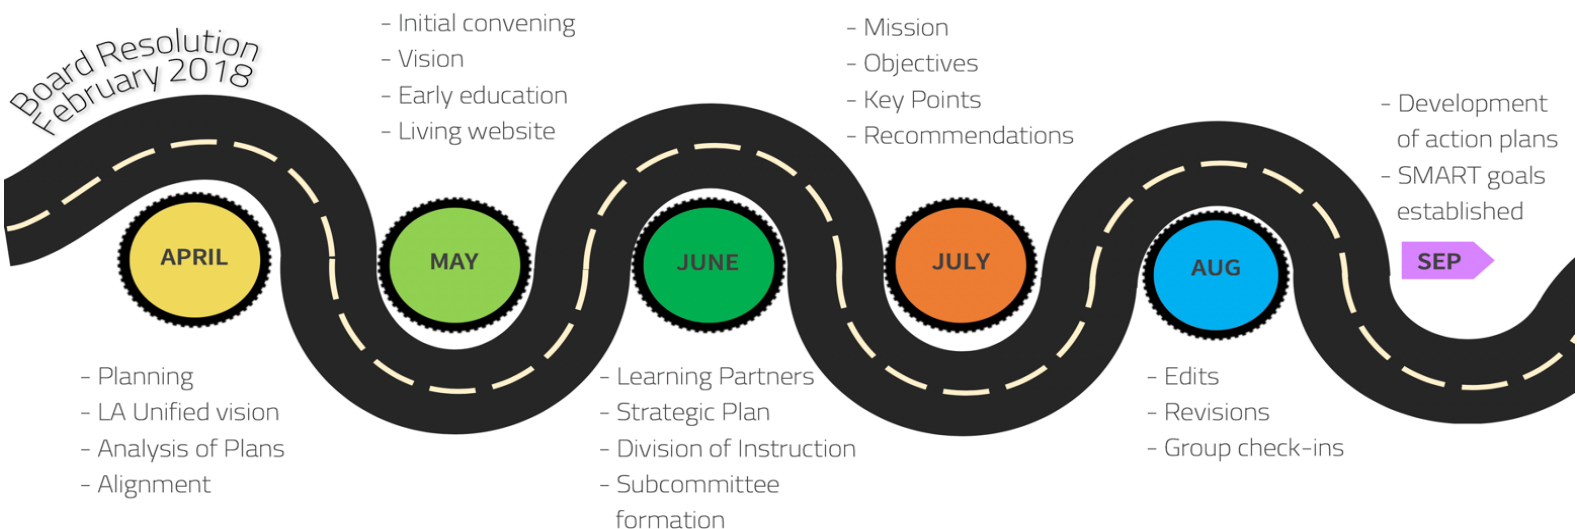 Board Resolution
February 2018
APRIL
- Planning
- LA Unified vision
- Analysis of Plans
- Alignment
- Initial convening
- Vision
- Early education
- Living website
MAY
JUNE
- Learning Partners
- Strategic Plan
- Division of Instruction
- Subcommittee
formation
- Mission
- Objectives
- Key Points
- Recommendations
JULY
AUG
- Edits
- Revisions
- Group check-ins
- Development
of action plans
- SMART goals
established
SEP